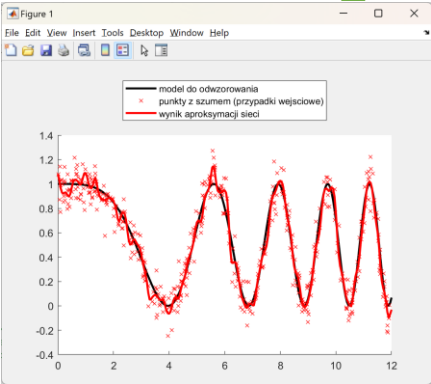 Figure 1
File Edit View Insert Tools Desktop Window Help
model do odwzorowania
punkty z szumem (przypadki wejsciowe)
wynik aproksymacji sieci
1.4
1.2
1
0.8
0.6
0.4
0.2
0
-0.2
-0.4
0 2 4 6 8 10 12